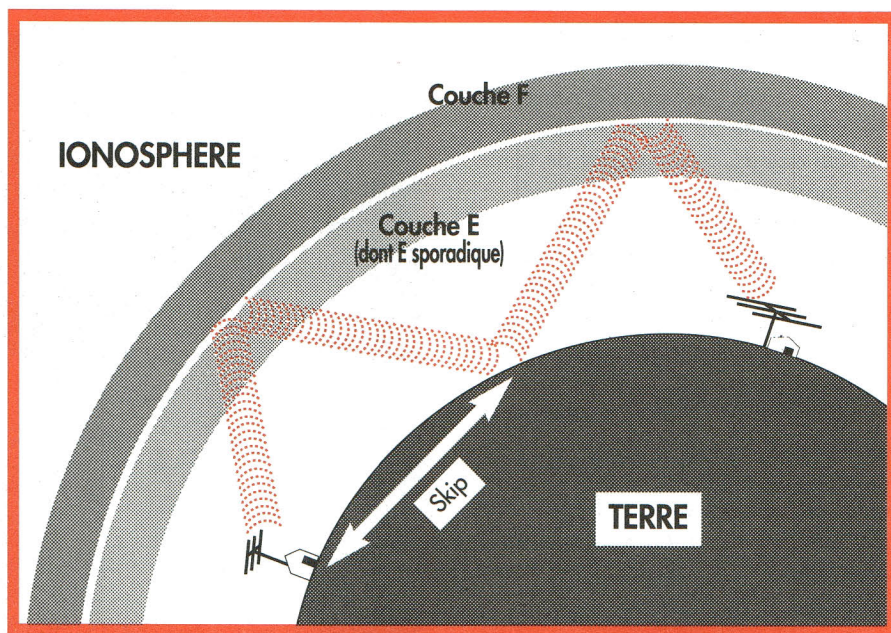 Couche F
IONOSPHERE
Couche E
(dont E sporadique)
Skip
TERRE